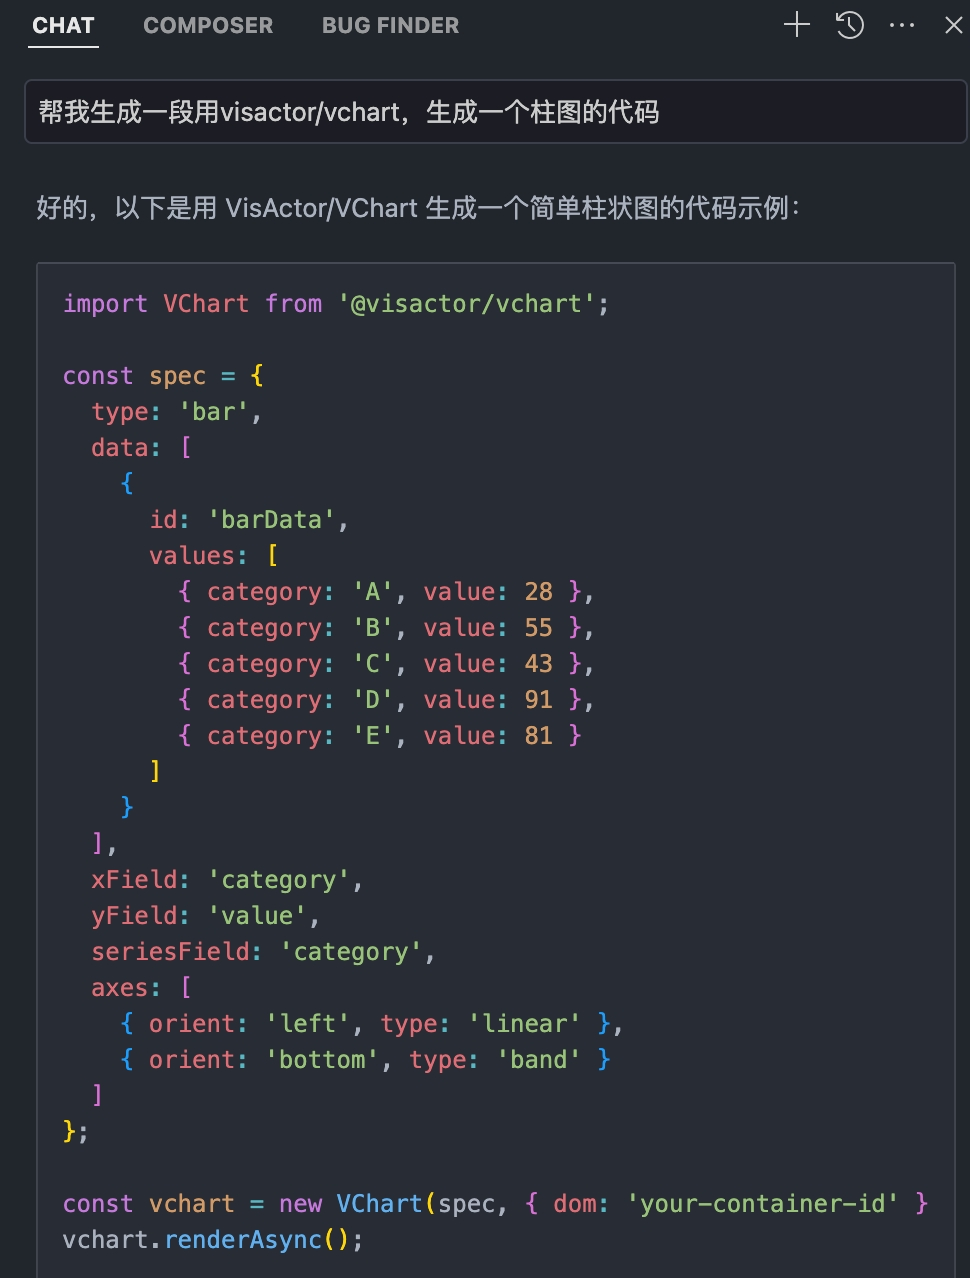 CHAT COMPOSER BUG FINDER
帮我生成一段用visactor/vchart，生成一个柱图的代码
好的，以下是用 VisActor/VChart 生成一个简单柱状图的代码示例：
import VChart from '@visactor/vchart';
const spec = {
type: 'bar',
data: [
{
id: 'barData',
values: [
{ category: 'A', value: 28 },
{ category: 'B', value: 55 },
{ category: 'C', value: 43 },
{ category: 'D', value: 91 },
{ category: 'E', value: 81 }
]
}
],
xField: 'category',
yField: 'value',
seriesField: 'category',
axes: [
{ orient: 'left', type: 'linear' },
{ orient: 'bottom', type: 'band' }
]
};
const vchart = new VChart(spec, { dom: 'your-container-id' }
vchart.renderAsync();